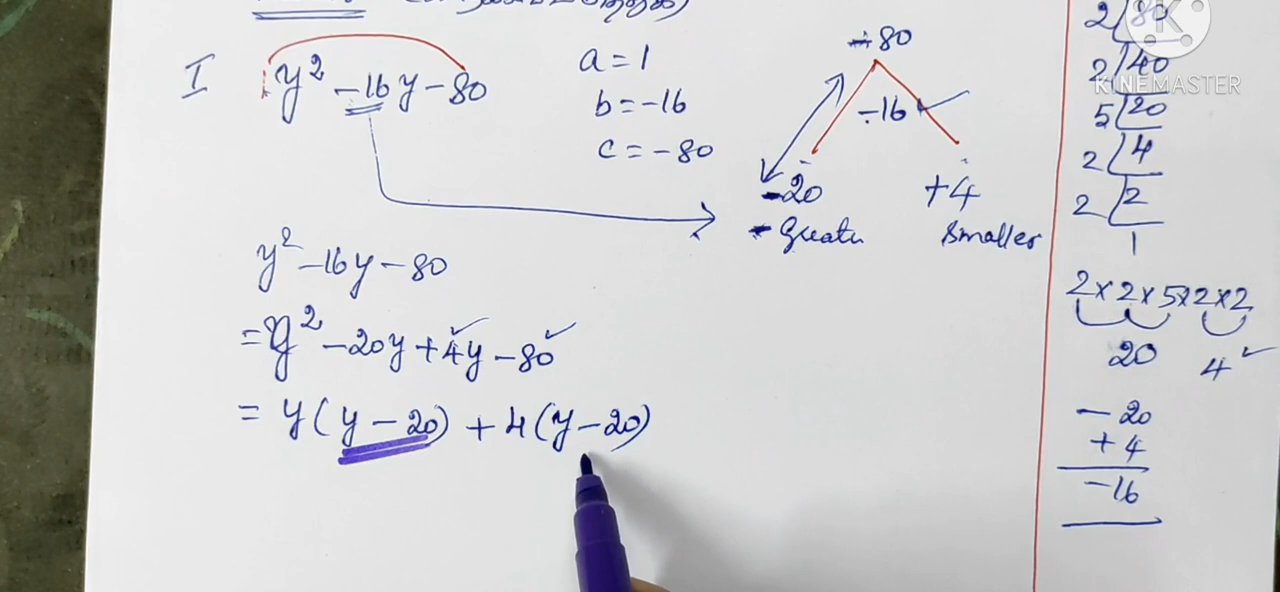 I y² - 16y - 80
a = 1
b = -16
c = -80
-80
-16
-20 +4
Greater Smaller
y² - 16y - 80
= y² - 20y + 4y - 80
= y(y - 20) + 4(y - 20)
2 80
2 40
5 20
2 4
2 2
1
2 x 2 x 5 x 2 x 2
20 4
- 20
+ 4
-16
KINEMASTER